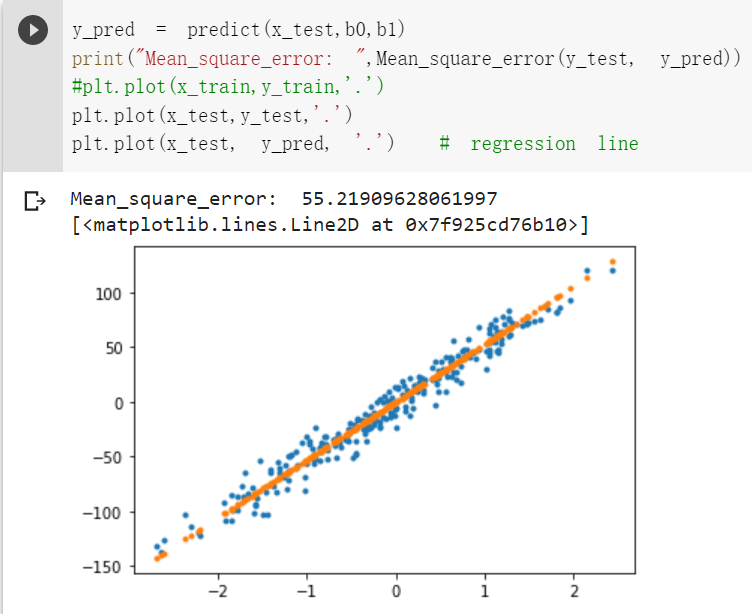 y_pred = predict(x_test,b0,b1)
print("Mean_square_error: ",Mean_square_error(y_test, y_pred))
#plt.plot(x_train,y_train,'.')
plt.plot(x_test,y_test,'.')
plt.plot(x_test, y_pred, '.') # regression line
Mean_square_error: 55.21909628061997
[<matplotlib.lines.Line2D at 0x7f925cd76b10>]
100
50
0
−50
−100
−150
−2 −1 0 1 2